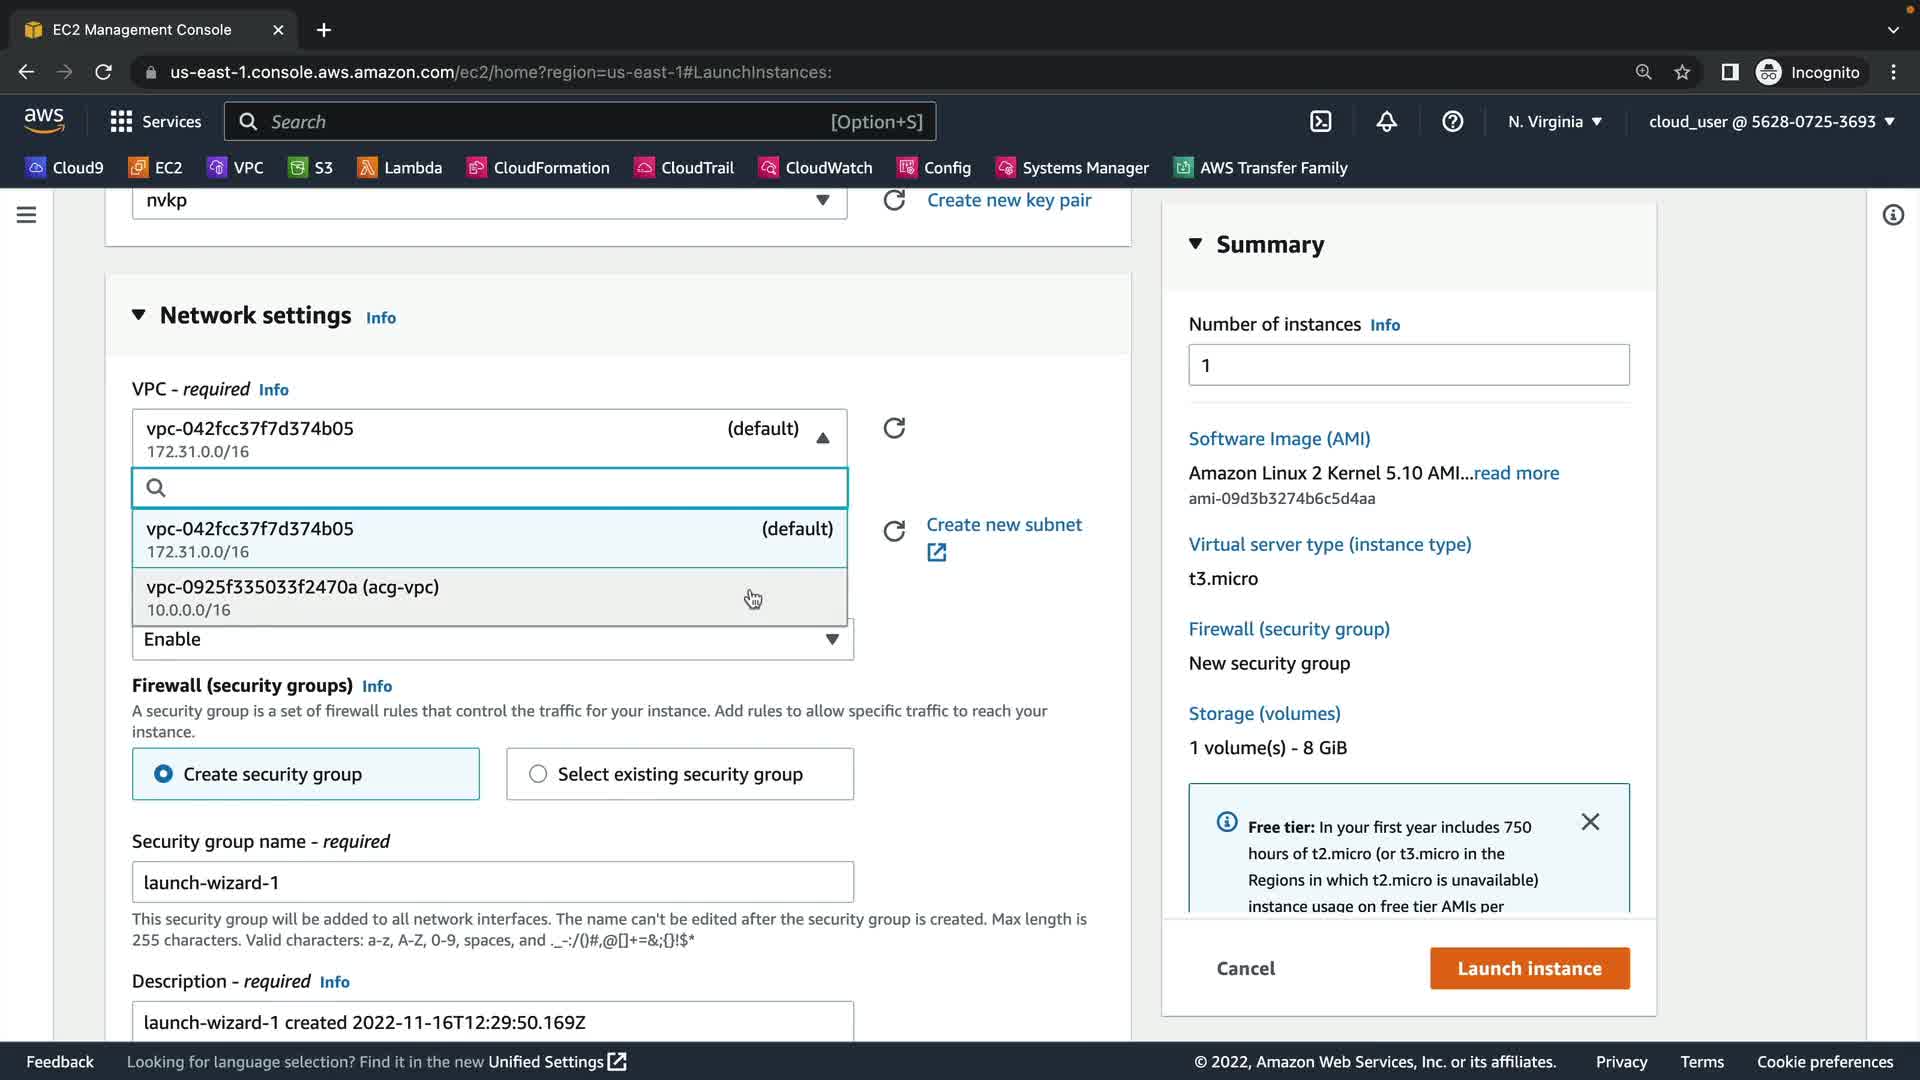 EC2 Management Console
us-east-1.console.aws.amazon.com/ec2/home?region=us-east-1#LaunchInstances:
Incognito
aws
Services
Search
[Option+S]
N. Virginia
cloud_user @ 5628-0725-3693
Cloud9
EC2
VPC
S3
Lambda
CloudFormation
CloudTrail
CloudWatch
Config
Systems Manager
AWS Transfer Family
nvkp
Create new key pair
Network settings Info
VPC - required Info
vpc-042fcc37f7d374b05 (default)
172.31.0.0/16
vpc-042fcc37f7d374b05 (default)
172.31.0.0/16
vpc-0925f335033f2470a (acg-vpc)
10.0.0.0/16
Create new subnet
Enable
Firewall (security groups) Info
A security group is a set of firewall rules that control the traffic for your instance. Add rules to allow specific traffic to reach your
instance.
Create security group
Select existing security group
Security group name - required
launch-wizard-1
This security group will be added to all network interfaces. The name can't be edited after the security group is created. Max length is
255 characters. Valid characters: a-z, A-Z, 0-9, spaces, and ._-:/()#,@[]+=&;{}!$*
Description - required Info
launch-wizard-1 created 2022-11-16T12:29:50.169Z
Summary
Number of instances Info
1
Software Image (AMI)
Amazon Linux 2 Kernel 5.10 AMI...read more
ami-09d3b3274b6c5d4aa
Virtual server type (instance type)
t3.micro
Firewall (security group)
New security group
Storage (volumes)
1 volume(s) - 8 GiB
Free tier: In your first year includes 750
hours of t2.micro (or t3.micro in the
Regions in which t2.micro is unavailable)
instance usage on free tier AMIs per
Cancel
Launch instance
Feedback
Looking for language selection? Find it in the new Unified Settings
© 2022, Amazon Web Services, Inc. or its affiliates.
Privacy
Terms
Cookie preferences